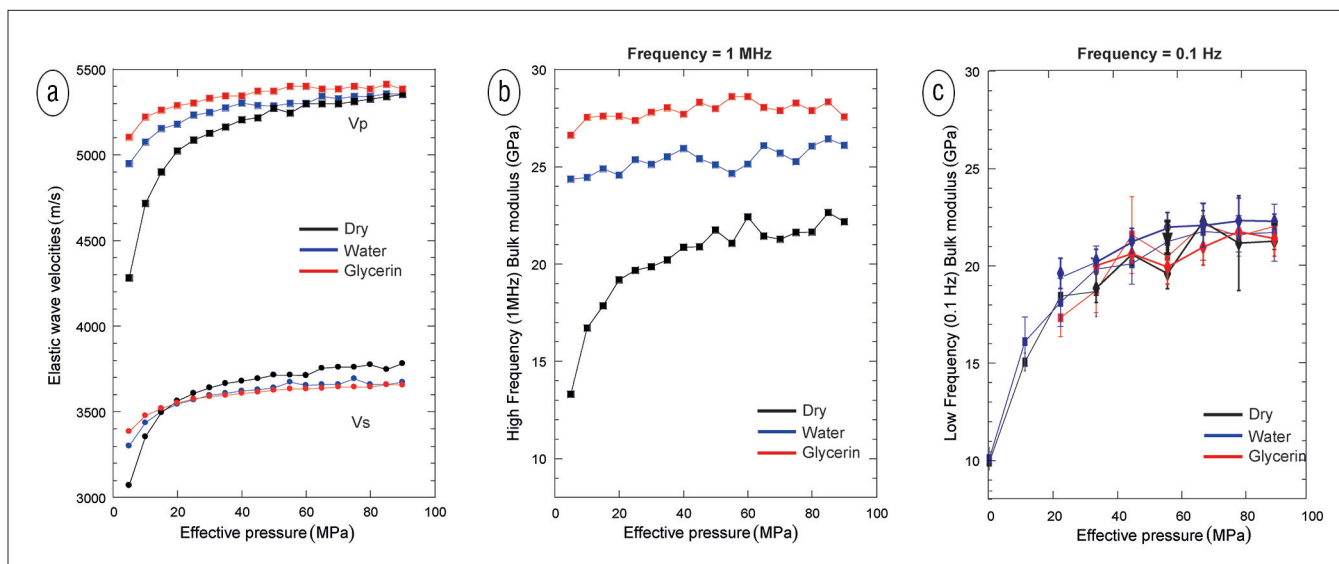 a
5500
5000
4500
4000
3500
3000
0
20
40
60
80
100
Elastic wave velocities (m/s)
Effective pressure (MPa)
Vp
Dry
Water
Glycerin
Vs
b
Frequency = 1 MHz
30
25
20
15
10
0
20
40
60
80
100
High Frequency (1MHz) Bulk modulus (GPa)
Effective pressure (MPa)
Dry
Water
Glycerin
c
Frequency = 0.1 Hz
30
25
20
15
10
0
20
40
60
80
100
Low Frequency (0.1 Hz) Bulk modulus (GPa)
Effective pressure (MPa)
Dry
Water
Glycerin